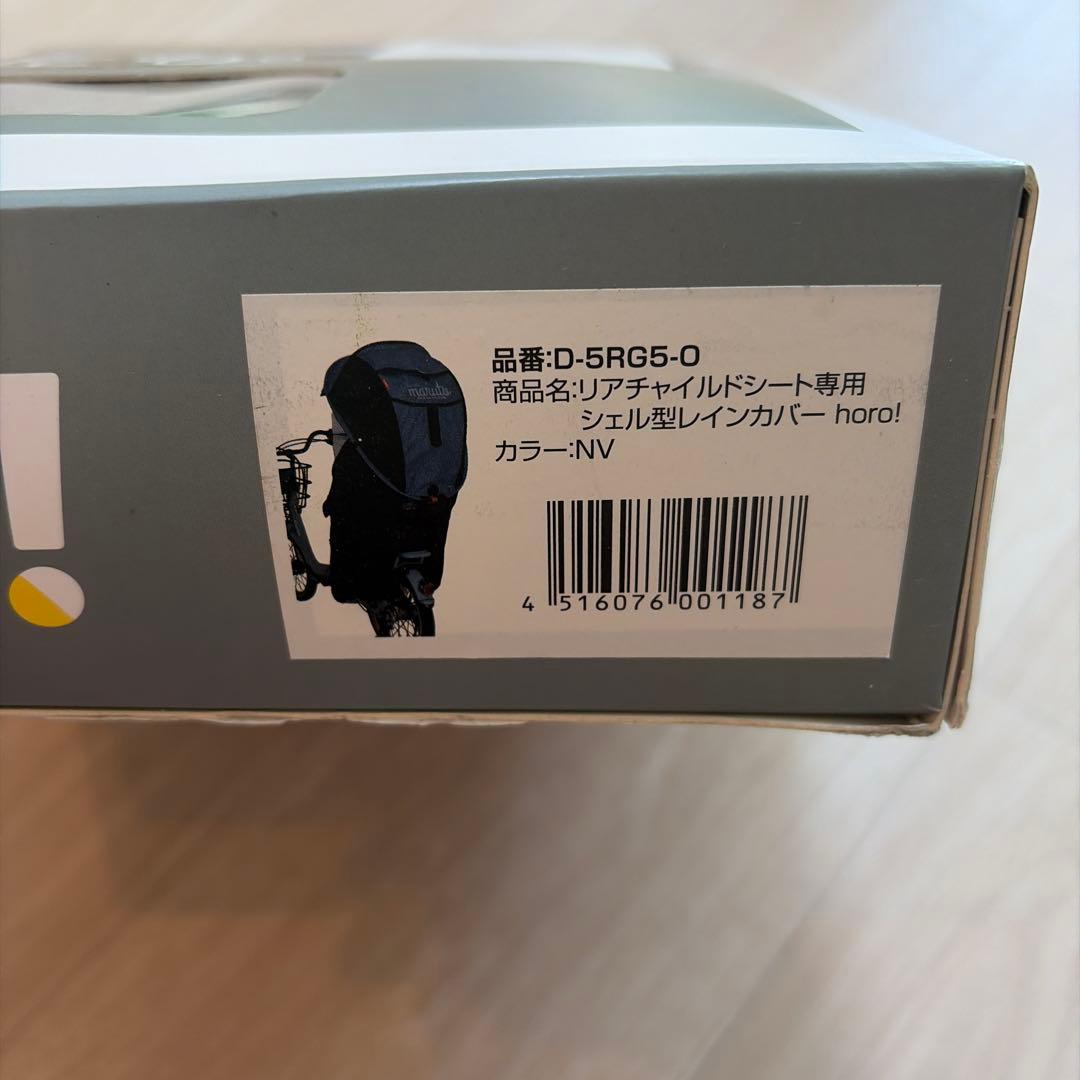 maruto
品番:D-5RG5-O
商品名:リアチャイルドシート専用
シェル型レインカバー horo!
カラー:NV
4 516076 001187